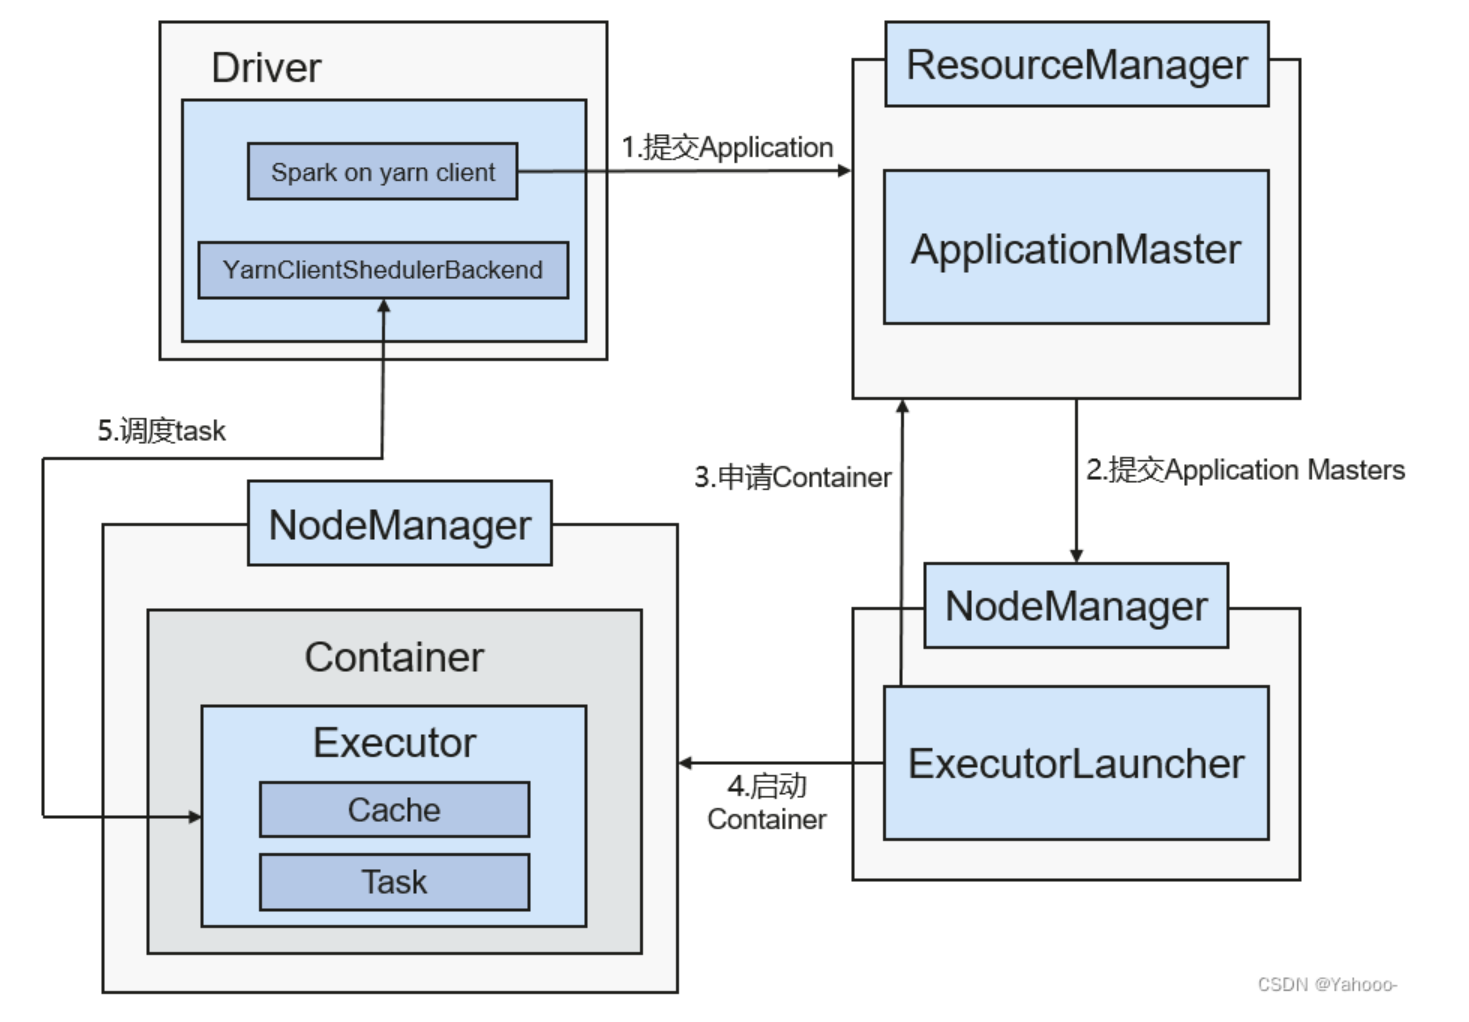 Driver
Spark on yarn client
YarnClientShedulerBackend
1.提交Application
ResourceManager
ApplicationMaster
5.调度task
3.申请Container
2.提交Application Masters
NodeManager
Container
Executor
Cache
Task
4.启动
Container
NodeManager
ExecutorLauncher
CSDN @Yahooo-